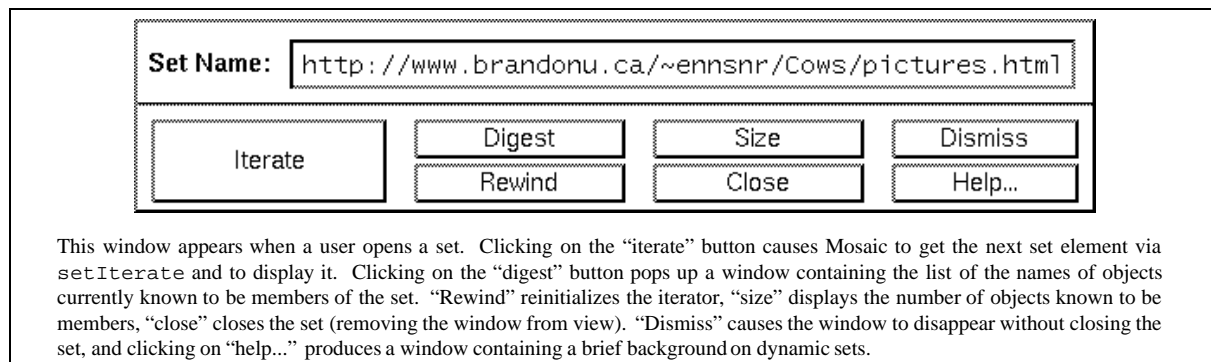 Set Name: http://www.brandonu.ca/~ennsnr/Cows/pictures.html
Iterate
Digest Size Dismiss
Rewind Close Help...
This window appears when a user opens a set. Clicking on the “iterate” button causes Mosaic to get the next set element via
setIterate and to display it. Clicking on the “digest” button pops up a window containing the list of the names of objects
currently known to be members of the set. “Rewind” reinitializes the iterator, “size” displays the number of objects known to be
members, “close” closes the set (removing the window from view). “Dismiss” causes the window to disappear without closing the
set, and clicking on “help...” produces a window containing a brief background on dynamic sets.